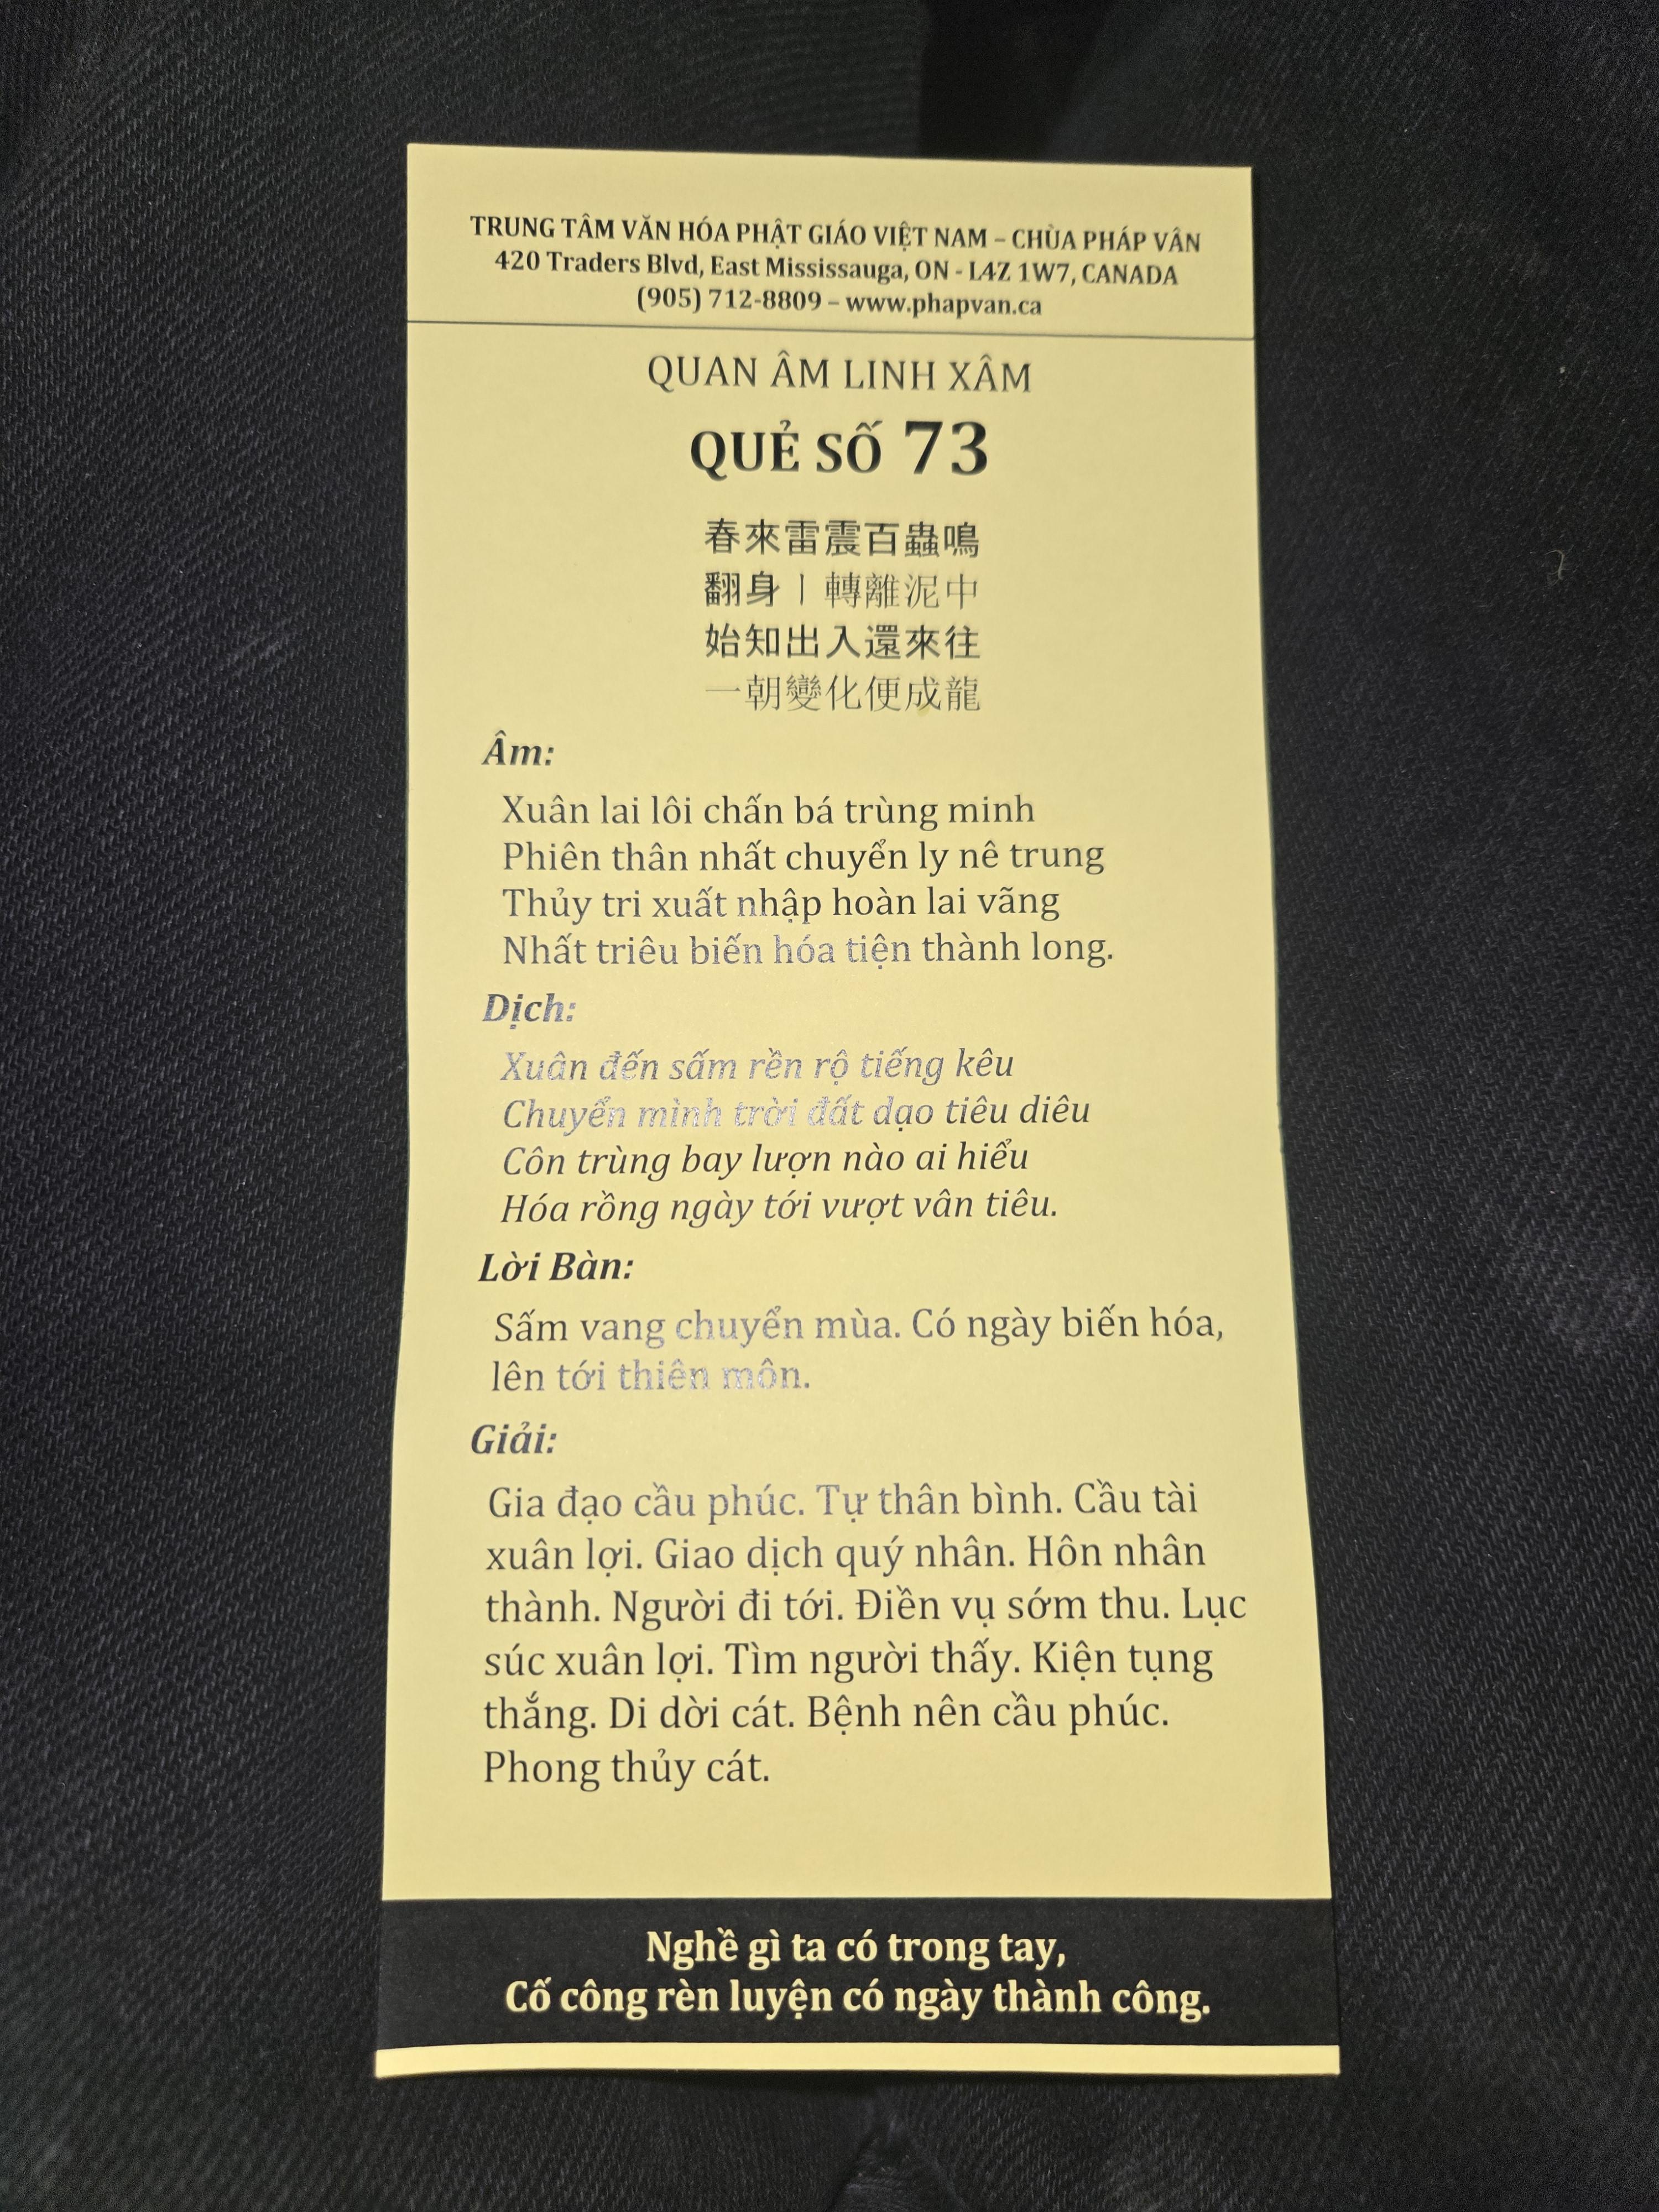 TRUNG TÂM VĂN HÓA PHẬT GIÁO VIỆT NAM – CHÙA PHÁP VÂN
420 Traders Blvd, East Mississauga, ON - L4Z 1W7, CANADA
(905) 712-8809 – www.phapvan.ca
QUAN ÂM LINH XÂM
QUẺ SỐ 73
春來雷震百蟲鳴
翻身丨轉離泥中
始知出入還來往
一朝變化便成龍
Âm:
Xuân lai lôi chấn bá trùng minh
Phiên thân nhất chuyển ly nê trung
Thủy tri xuất nhập hoàn lai vãng
Nhất triêu biến hóa tiện thành long.
Dịch:
Xuân đến sấm rền rộ tiếng kêu
Chuyển mình trời đất dạo tiêu diêu
Côn trùng bay lượn nào ai hiểu
Hóa rồng ngày tới vượt vân tiêu.
Lời Bàn:
Sấm vang chuyển mùa. Có ngày biến hóa,
lên tới thiên môn.
Giải:
Gia đạo cầu phúc. Tự thân bình. Cầu tài
xuân lợi. Giao dịch quý nhân. Hôn nhân
thành. Người đi tới. Điền vụ sớm thu. Lục
súc xuân lợi. Tìm người thấy. Kiện tụng
thắng. Di dời cát. Bệnh nên cầu phúc.
Phong thủy cát.
Nghề gì ta có trong tay,
Cố công rèn luyện có ngày thành công.